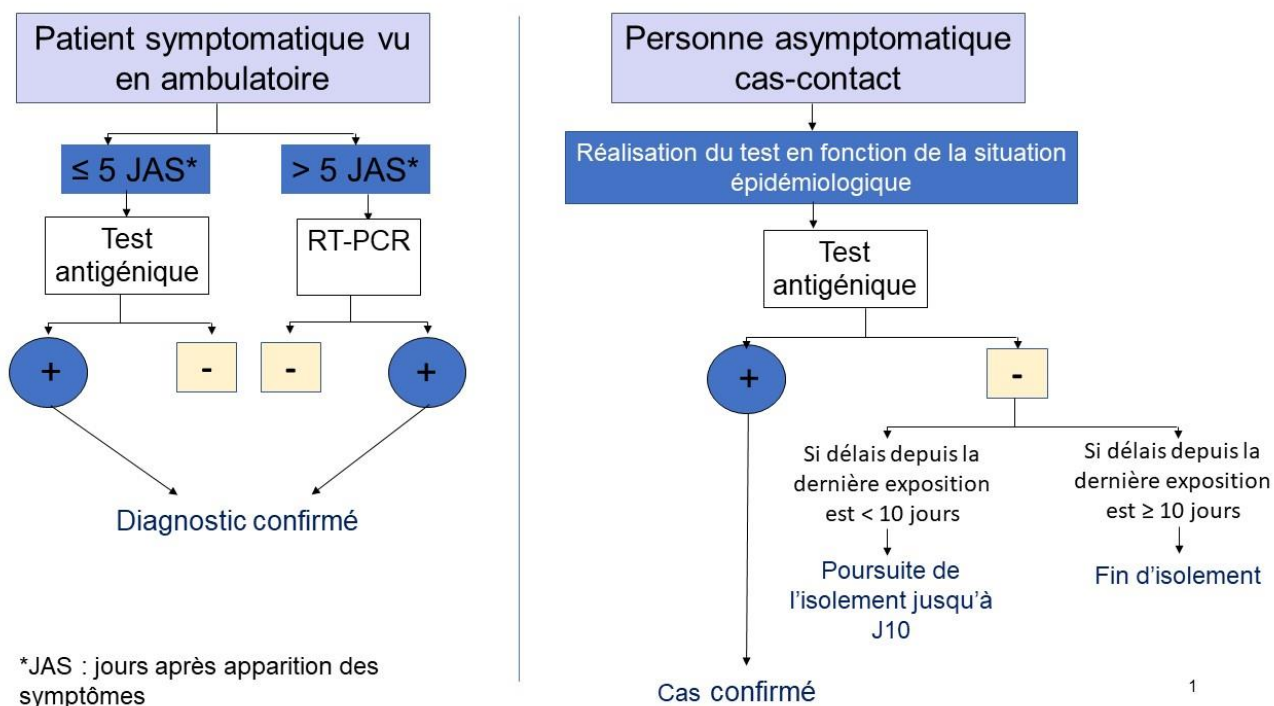 Patient symptomatique vu
en ambulatoire
≤ 5 JAS*
> 5 JAS*
Test
antigénique
RT-PCR
+
-
-
+
Diagnostic confirmé
*JAS : jours après apparition des
symptômes
Personne asymptomatique
cas-contact
Réalisation du test en fonction de la situation
épidémiologique
Test
antigénique
+
-
Si délais depuis la
dernière exposition
est < 10 jours
Si délais depuis la
dernière exposition
est ≥ 10 jours
Poursuite de
l'isolement jusqu'à
J10
Fin d'isolement
Cas confirmé
1